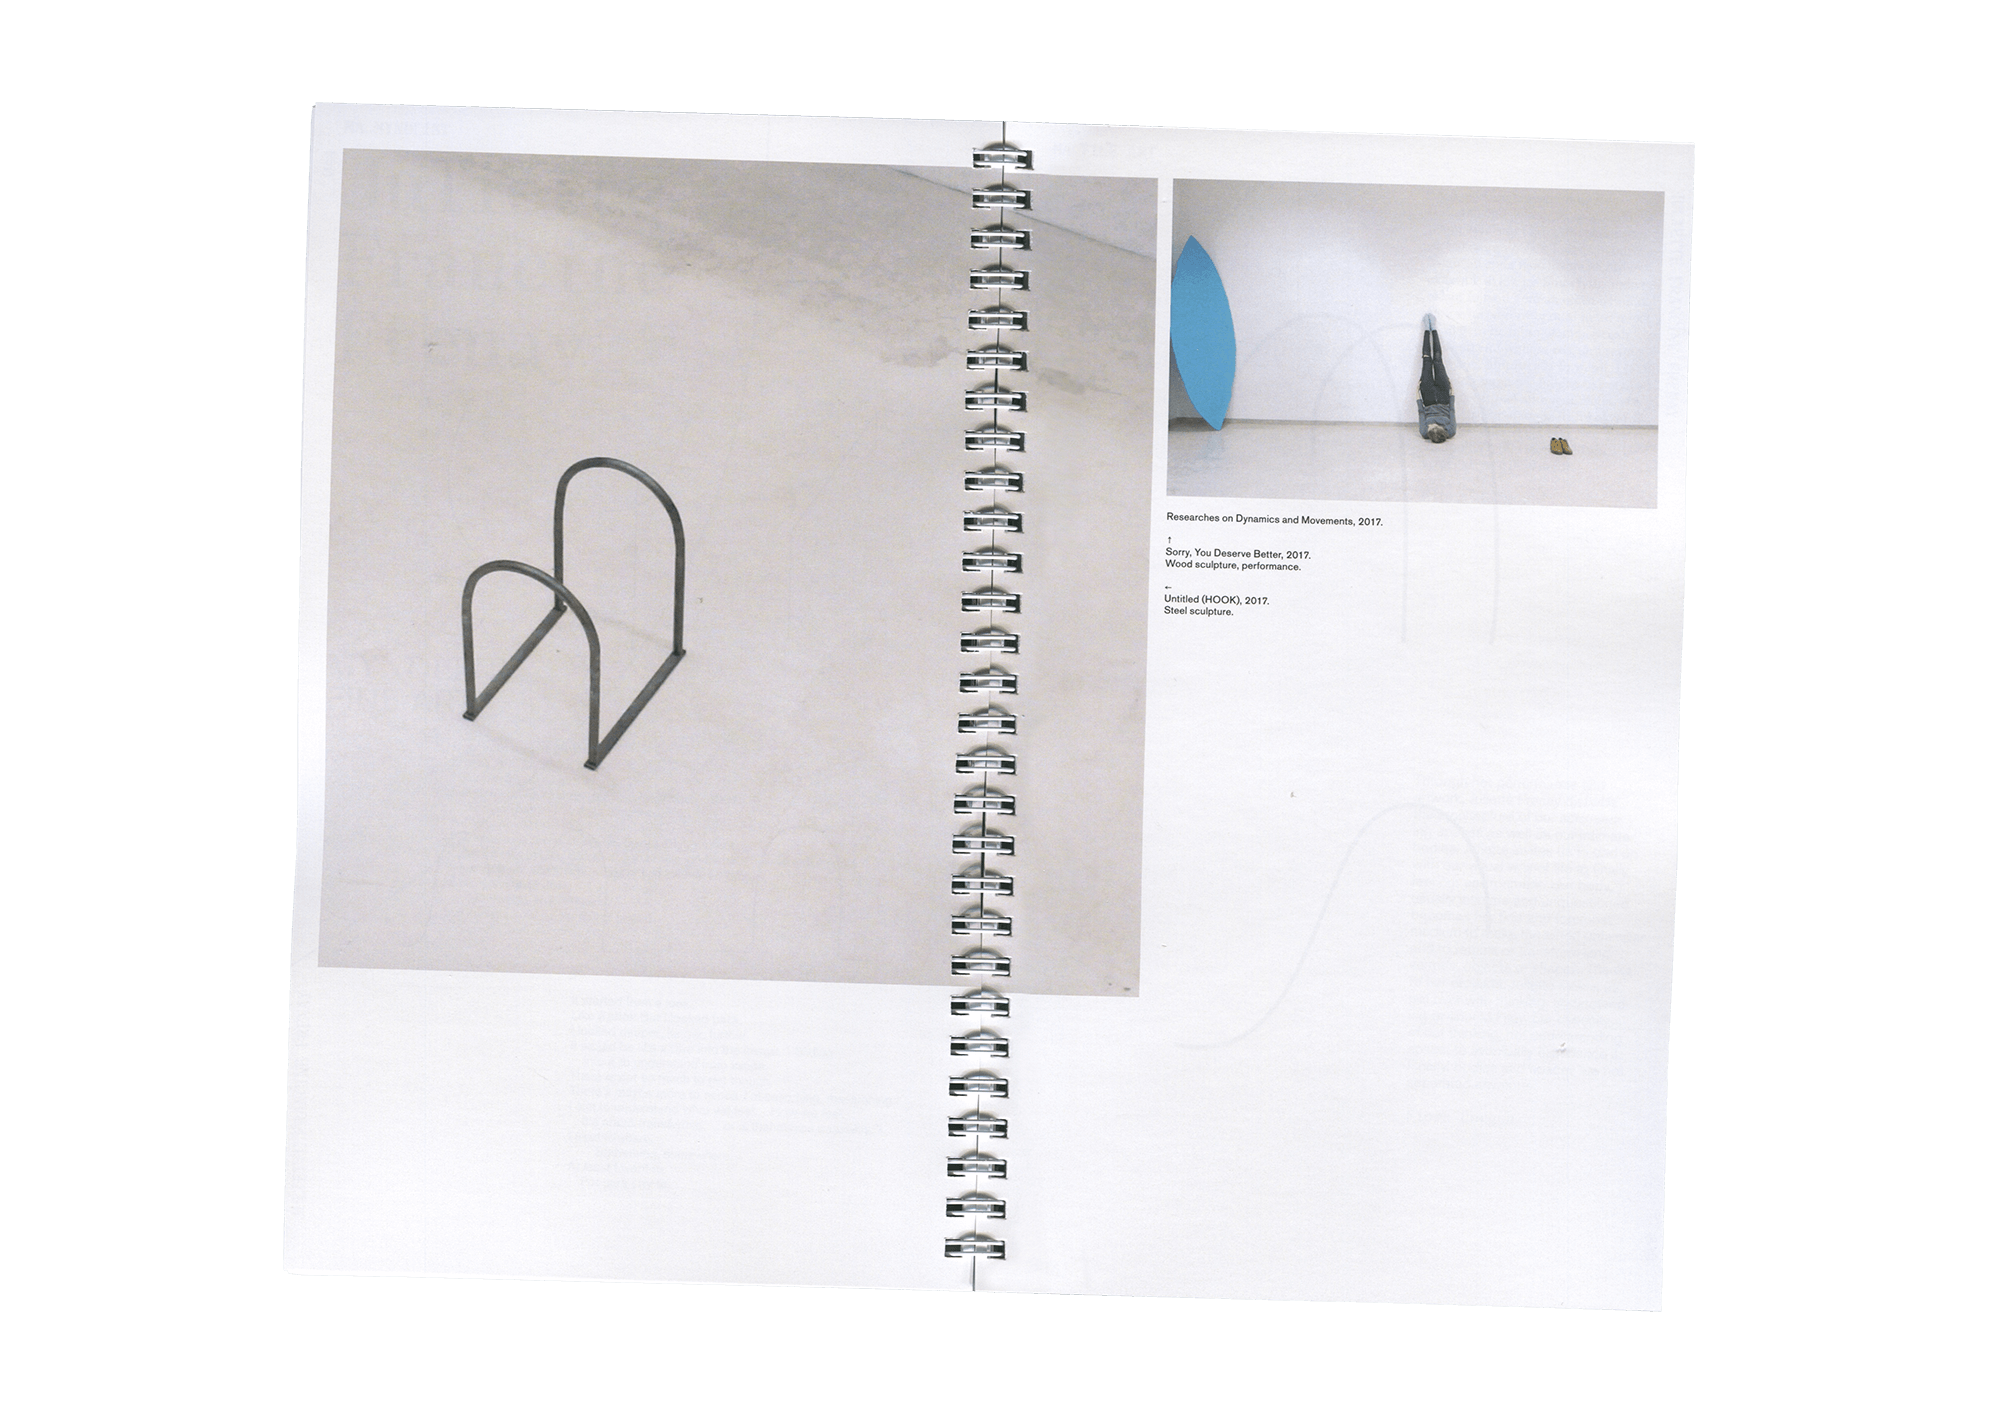 Researches on Dynamics and Movements, 2017.
↑
Sorry, You Deserve Better, 2017.
Wood sculpture, performance.
←
Untitled (HOOK), 2017.
Steel sculpture.